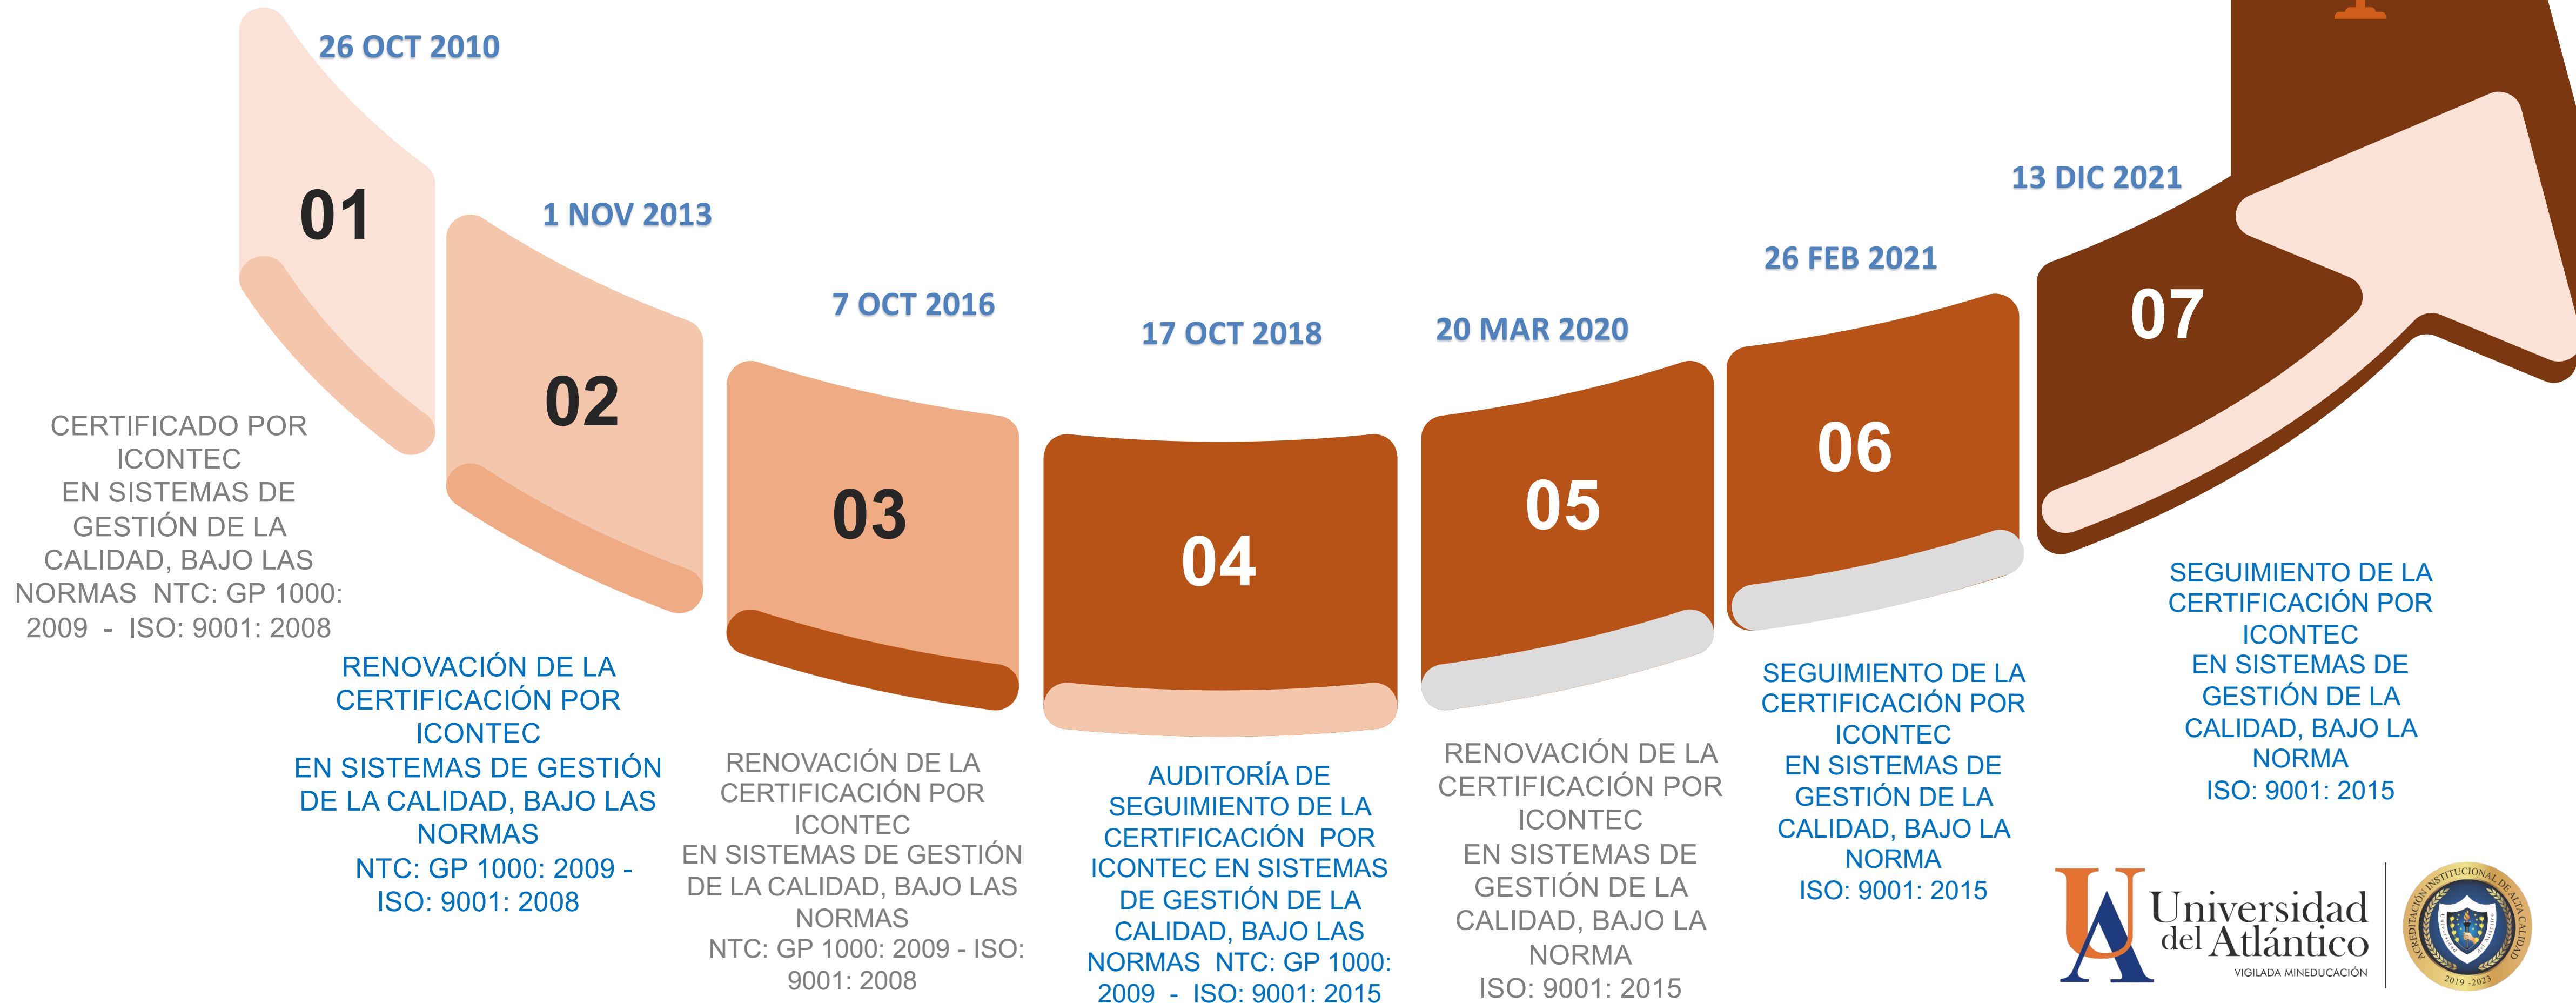 26 OCT 2010
01
CERTIFICADO POR
ICONTEC
EN SISTEMAS DE
GESTIÓN DE LA
CALIDAD, BAJO LAS
NORMAS  NTC: GP 1000:
2009  -  ISO: 9001: 2008
1 NOV 2013
02
RENOVACIÓN DE LA
CERTIFICACIÓN POR
ICONTEC
EN SISTEMAS DE GESTIÓN
DE LA CALIDAD, BAJO LAS
NORMAS
NTC: GP 1000: 2009 -
ISO: 9001: 2008
7 OCT 2016
03
RENOVACIÓN DE LA
CERTIFICACIÓN POR
ICONTEC
EN SISTEMAS DE GESTIÓN
DE LA CALIDAD, BAJO LAS
NORMAS
NTC: GP 1000: 2009 - ISO:
9001: 2008
17 OCT 2018
04
AUDITORÍA DE
SEGUIMIENTO DE LA
CERTIFICACIÓN  POR
ICONTEC EN SISTEMAS
DE GESTIÓN DE LA
CALIDAD, BAJO LAS
NORMAS  NTC: GP 1000:
2009  -  ISO: 9001: 2015
20 MAR 2020
05
RENOVACIÓN DE LA
CERTIFICACIÓN POR
ICONTEC
EN SISTEMAS DE
GESTIÓN DE LA
CALIDAD, BAJO LA
NORMA
ISO: 9001: 2015
26 FEB 2021
06
SEGUIMIENTO DE LA
CERTIFICACIÓN POR
ICONTEC
EN SISTEMAS DE
GESTIÓN DE LA
CALIDAD, BAJO LA
NORMA
ISO: 9001: 2015
13 DIC 2021
07
SEGUIMIENTO DE LA
CERTIFICACIÓN POR
ICONTEC
EN SISTEMAS DE
GESTIÓN DE LA
CALIDAD, BAJO LA
NORMA
ISO: 9001: 2015
UA
Universidad
del Atlántico
VIGILADA MINEDUCACIÓN
ACREDITACIÓN INSTITUCIONAL DE ALTA CALIDAD
2019 -2023